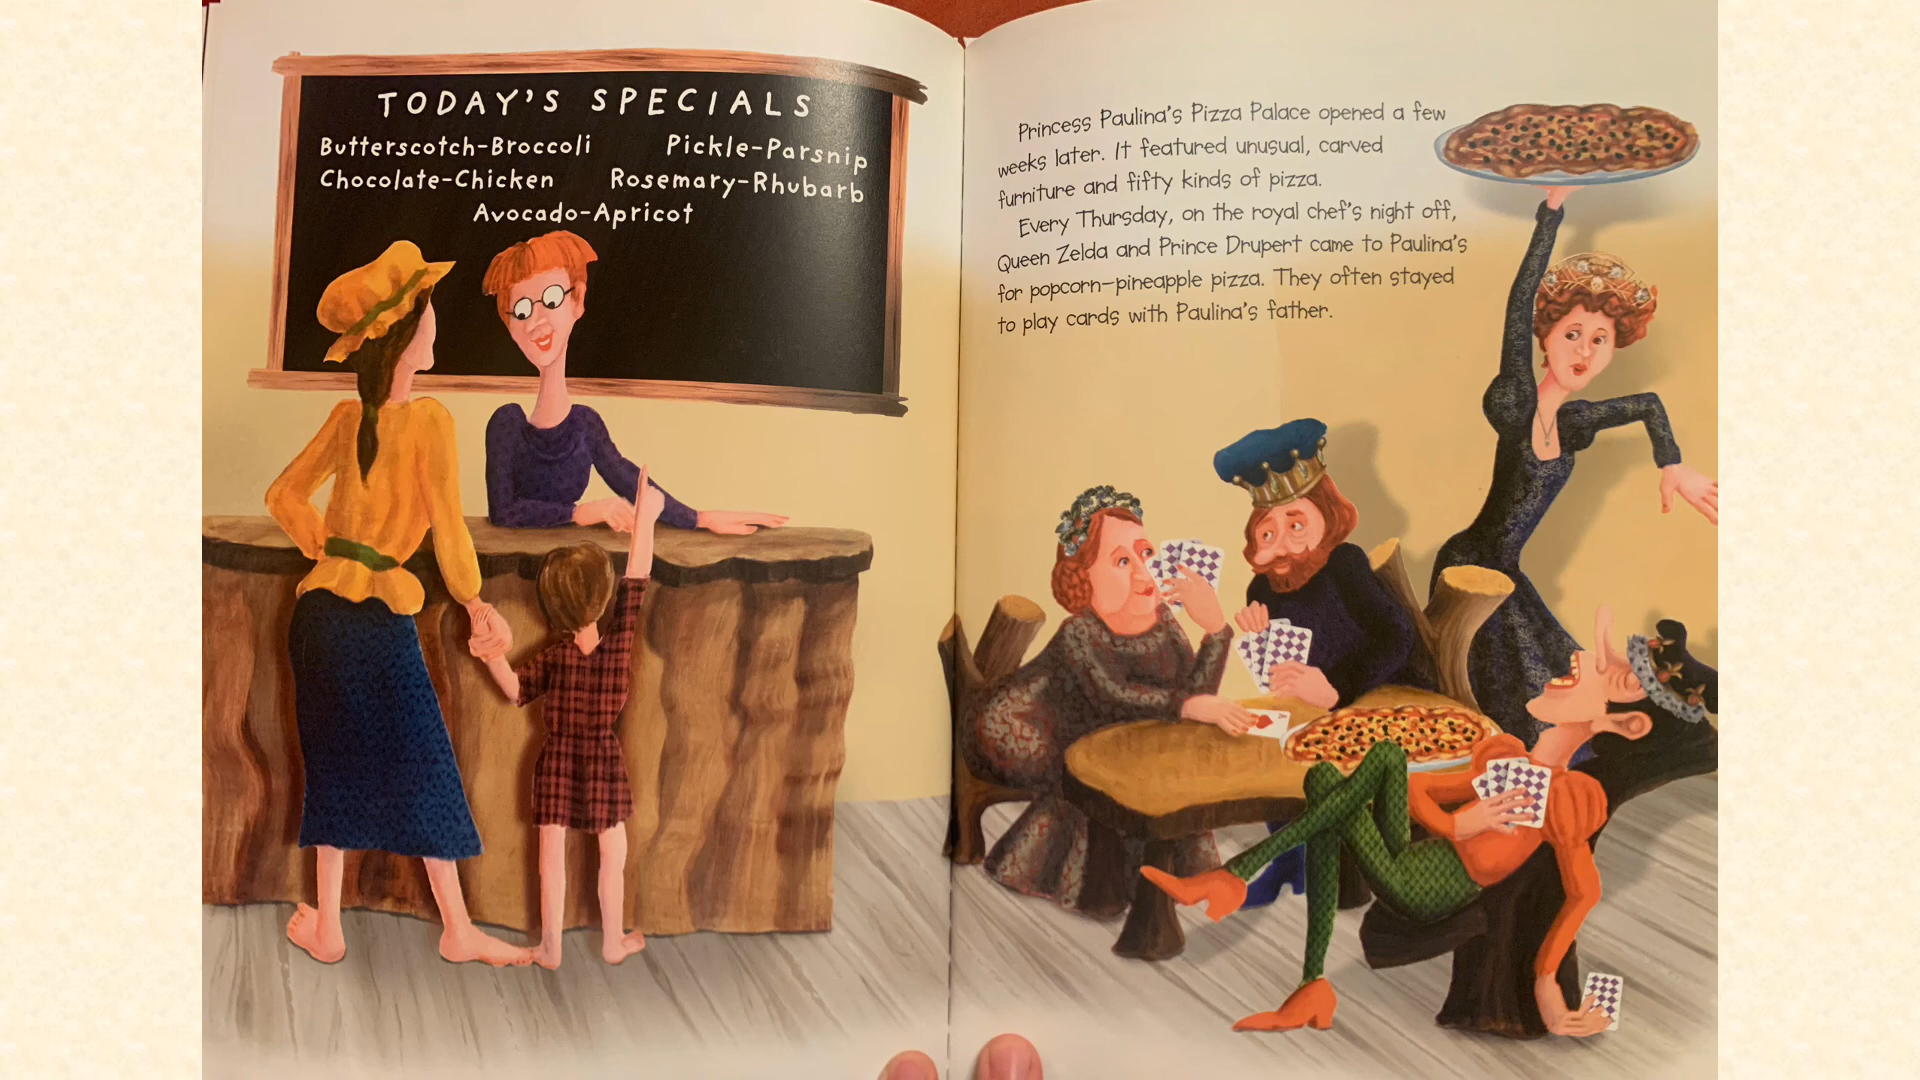 TODAY'S SPECIALS
Butterscotch-Broccoli Pickle-Parsnip
Chocolate-Chicken Rosemary-Rhubarb
Avocado-Apricot
Princess Paulina's Pizza Palace opened a few
weeks later. It featured unusual, carved
furniture and fifty kinds of pizza.
Every Thursday, on the royal chef's night off,
Queen Zelda and Prince Drupert came to Paulina's
for popcorn-pineapple pizza. They often stayed
to play cards with Paulina's father.